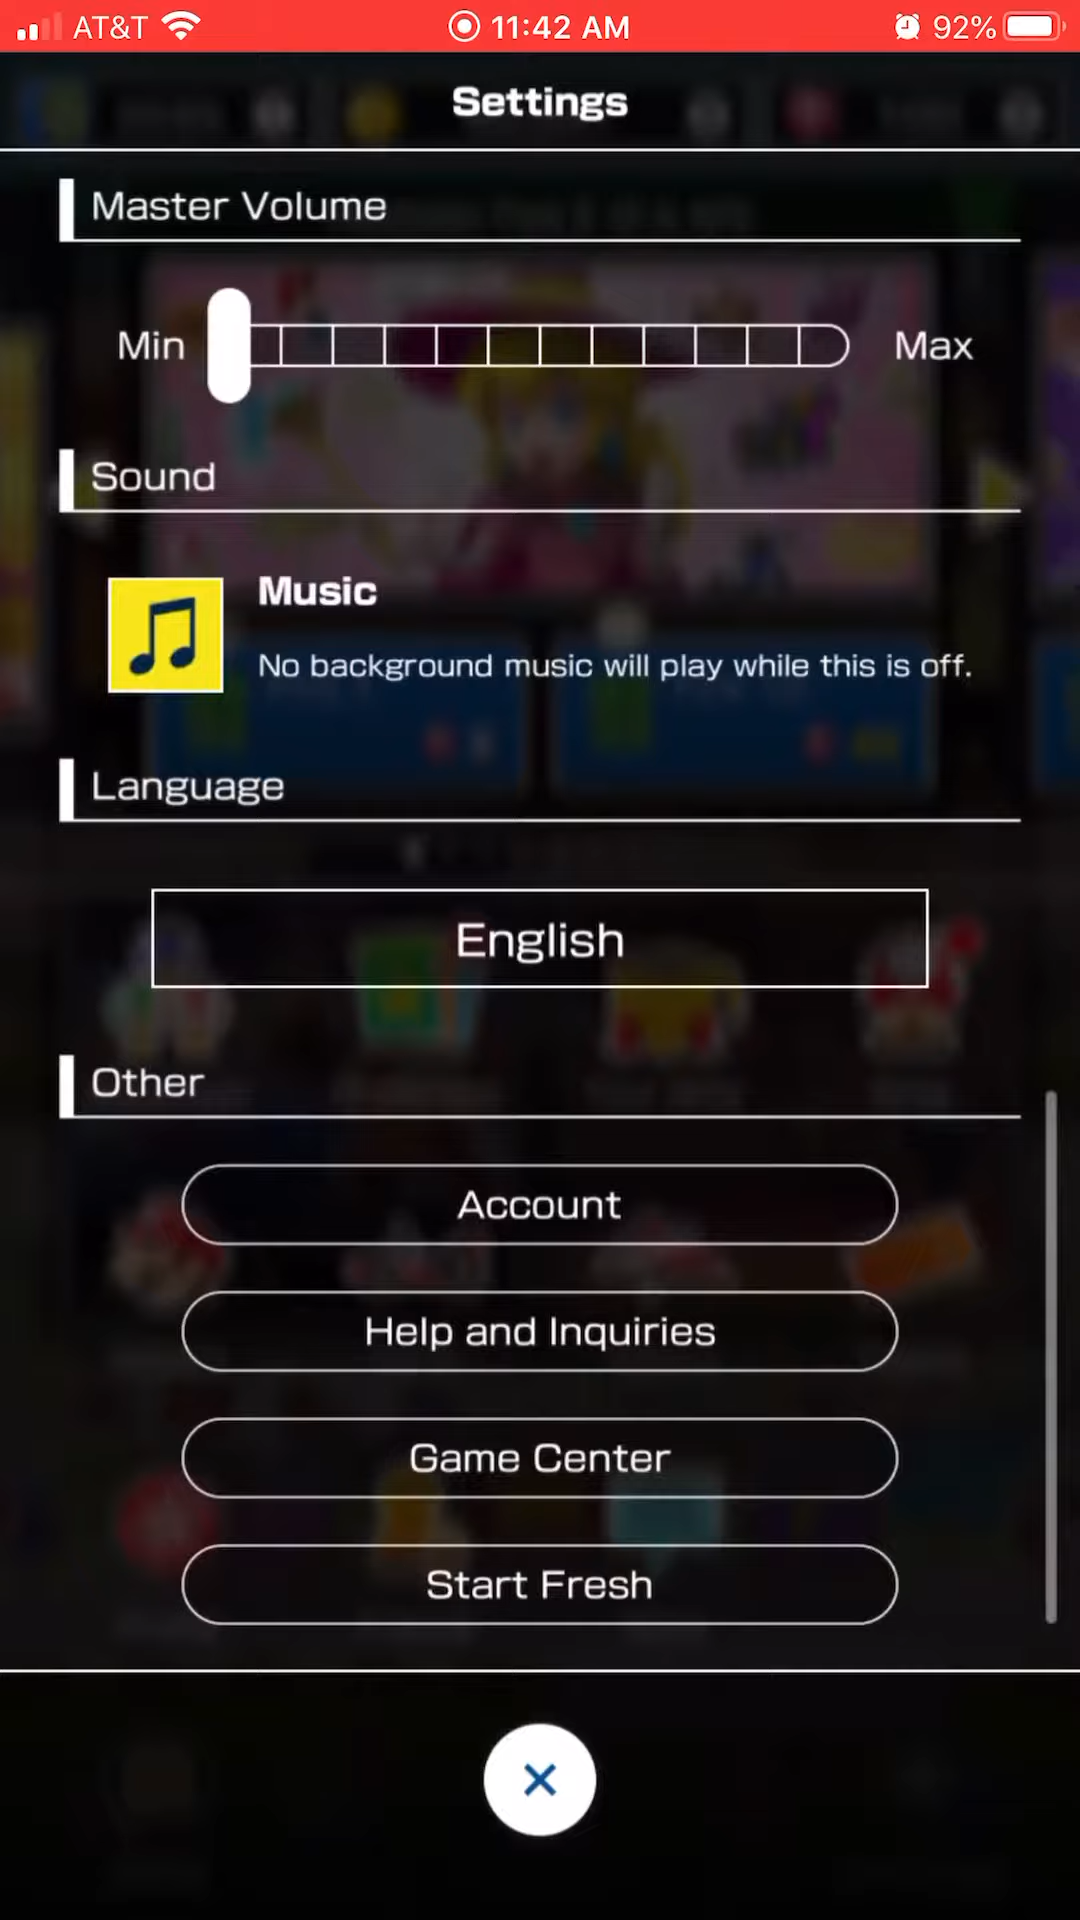 AT&T 11:42 AM 92%
Settings
Master Volume
Min Max
Sound
Music
No background music will play while this is off.
Language
English
Other
Account
Help and Inquiries
Game Center
Start Fresh